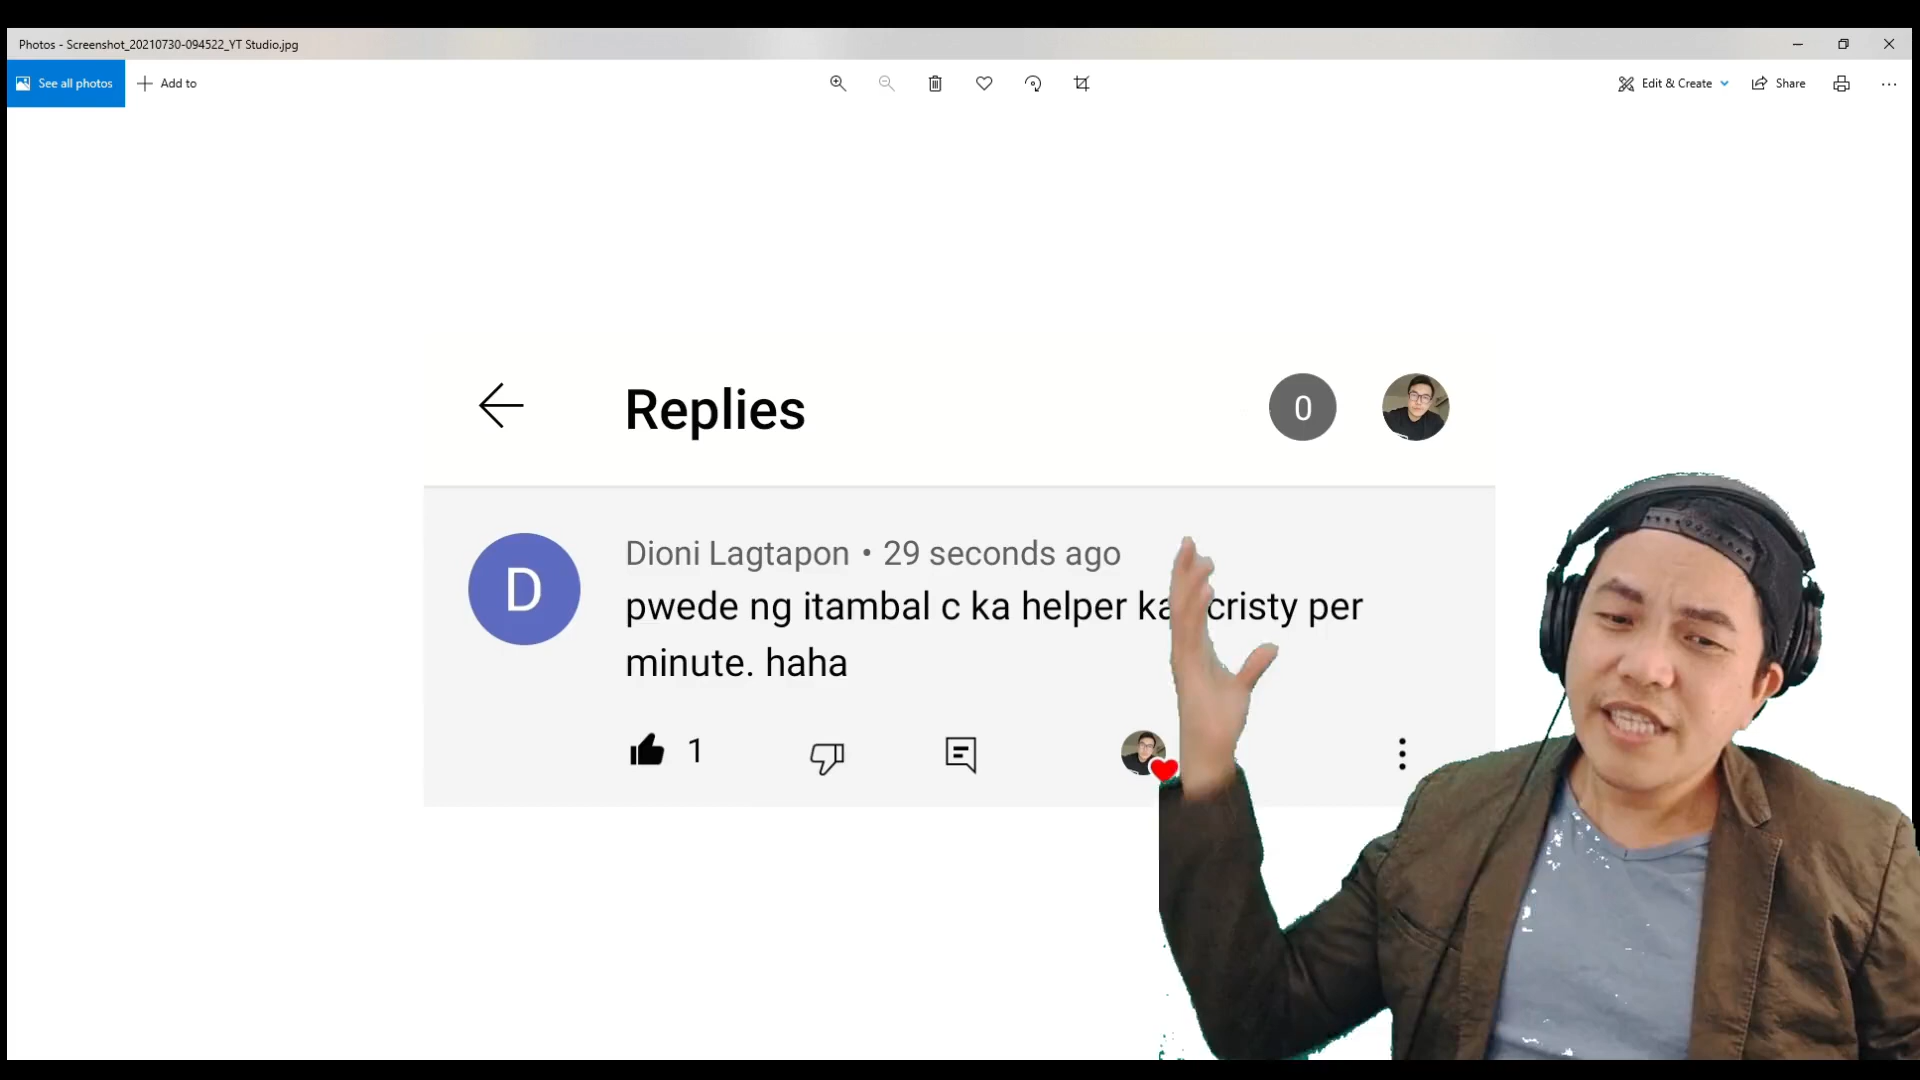 Photos - Screenshot_20210730-094522_YT Studio.jpg
See all photos
Add to
Edit & Create
Share
Replies
0
D
Dioni Lagtapon • 29 seconds ago
pwede ng itambal c ka helper cristy per
minute. haha
1